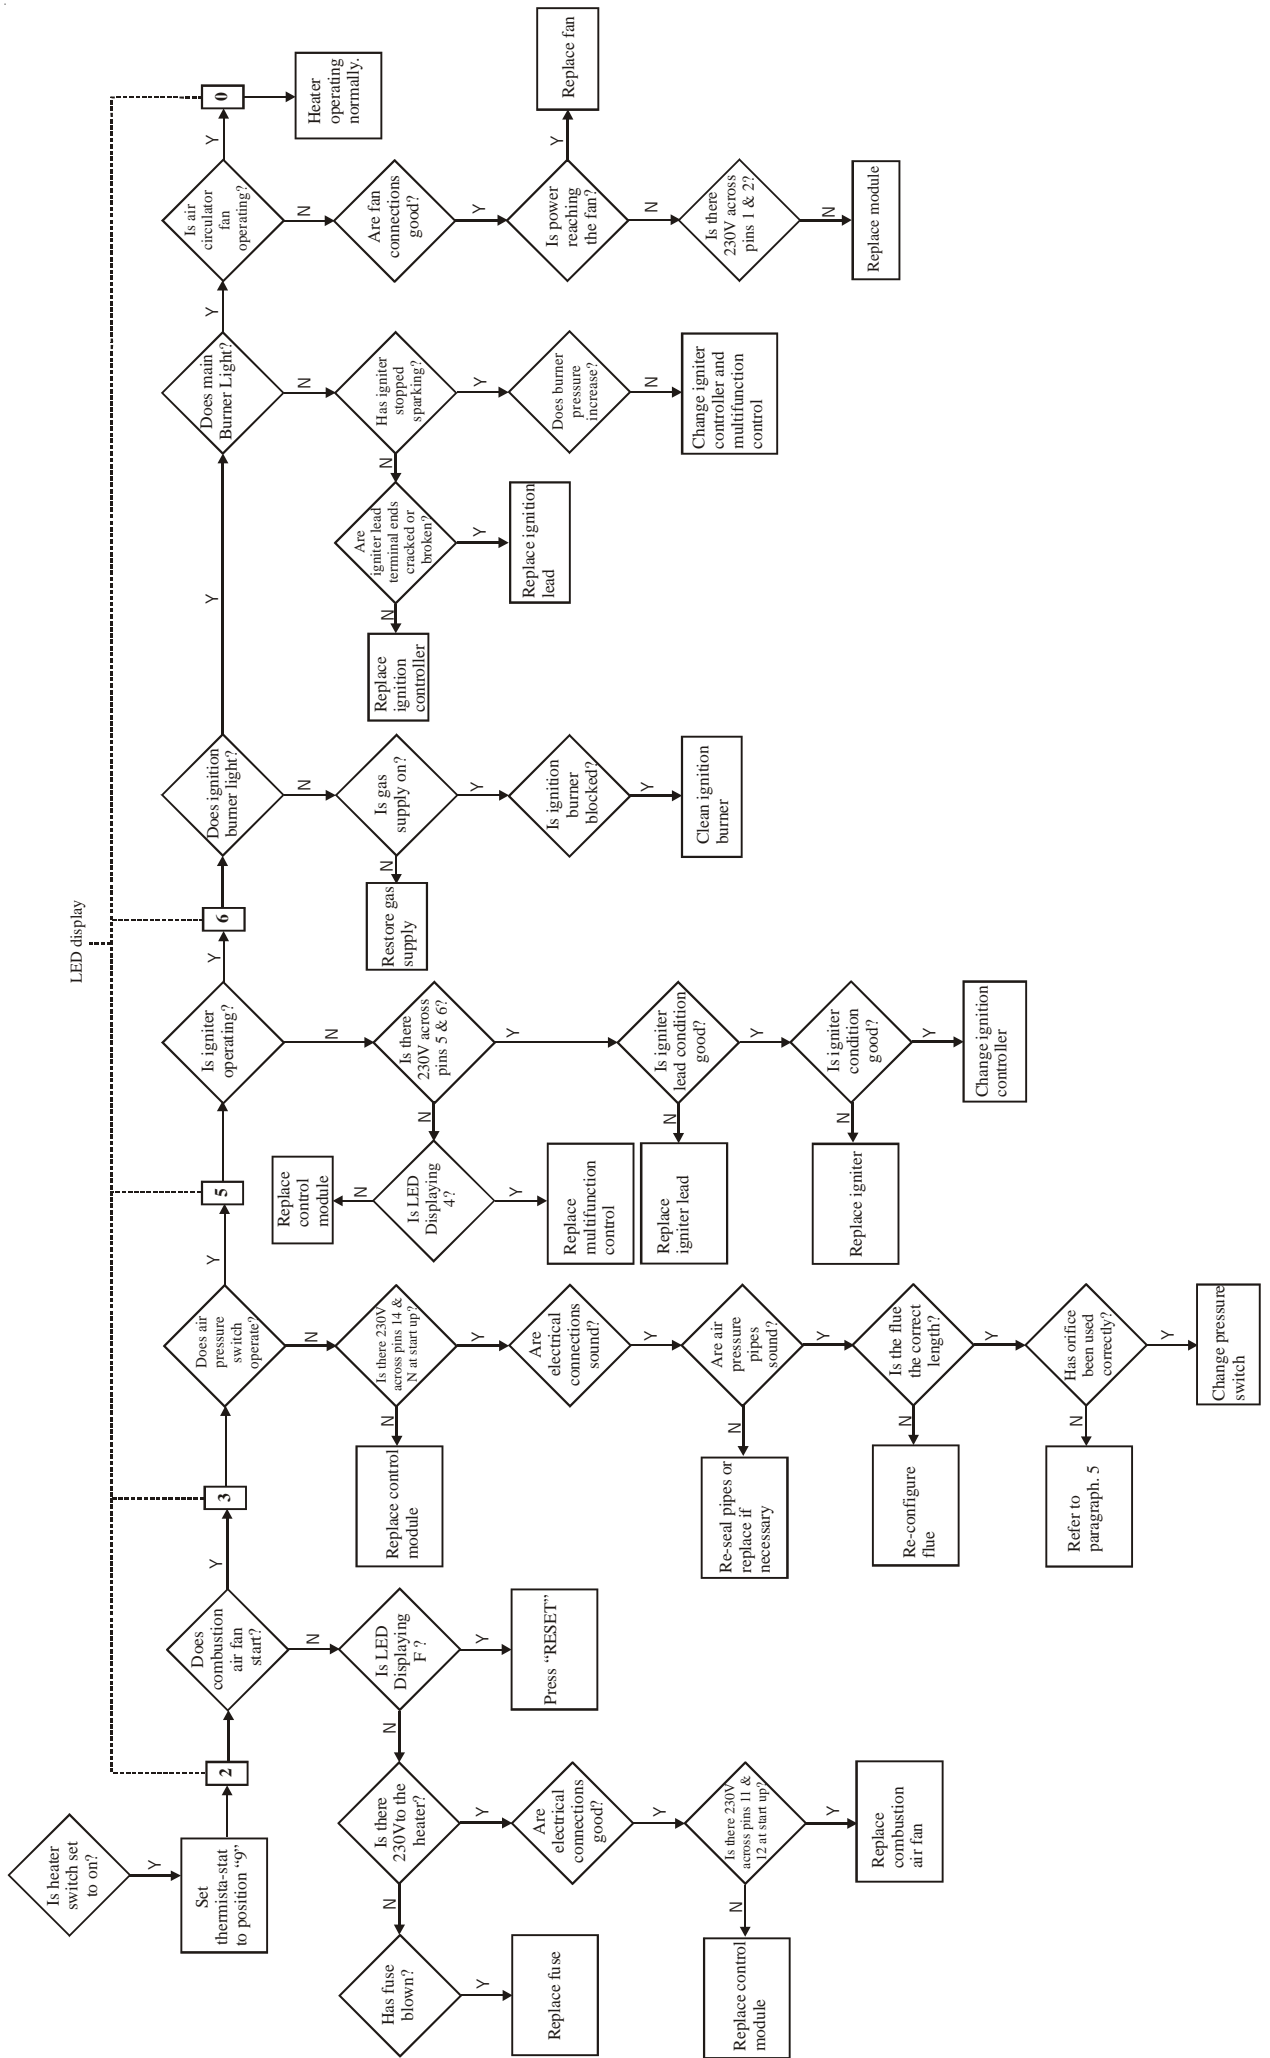 LED display
Is heater
switch set
to on?
Y
Set
thermista-stat
to position “9”
2
Does
combustion
air fan
start?
Y
3
Does air
pressure
switch
operate?
Y
5
Is igniter
operating?
Y
6
Does ignition
burner light?
Y
Does main
Burner Light?
Y
Is air
circulator
fan
operating?
Y
0
Heater
operating
normally.
N
Is LED
Displaying
F ?
Y
Press “RESET”
N
Is there
230V to the
heater?
N
Has fuse
blown?
Y
Replace fuse
Y
Are
electrical
connections
good?
Y
Is there 230V
across pins 11 &
12 at start up?
N
Replace control
module
Y
Replace
combustion
air fan
N
Is there 230V
across pins 14 &
N at start up?
N
Replace control
module
Y
Are
electrical
connections
sound?
Y
Are air
pressure
pipes
sound?
N
Re-seal pipes or
replace if
necessary
Y
Is the flue
the correct
length?
N
Re-configure
flue
Y
Has orifice
been used
correctly?
N
Refer to
paragraph. 5
Y
Change pressure
switch
N
Is there
230V across
pins 5 & 6?
N
Is LED
Displaying
4?
N
Replace
control
module
Y
Replace
multifunction
control
Y
Is igniter
lead condition
good?
N
Replace
igniter lead
Y
Is igniter
condition
good?
N
Replace igniter
Y
Change ignition
controller
N
Is gas
supply on?
N
Restore gas
supply
Y
Is ignition
burner
blocked?
Y
Clean ignition
burner
N
Has igniter
stopped
sparking?
N
Are
igniter lead
terminal ends
cracked or
broken?
N
Replace
ignition
controller
Y
Replace ignition
lead
Y
Does burner
pressure
increase?
N
Change igniter
controller and
multifunction
control
N
Are fan
connections
good?
Y
Is power
reaching
the fan?
Y
Replace fan
N
Is there
230V across
pins 1 & 2?
N
Replace module